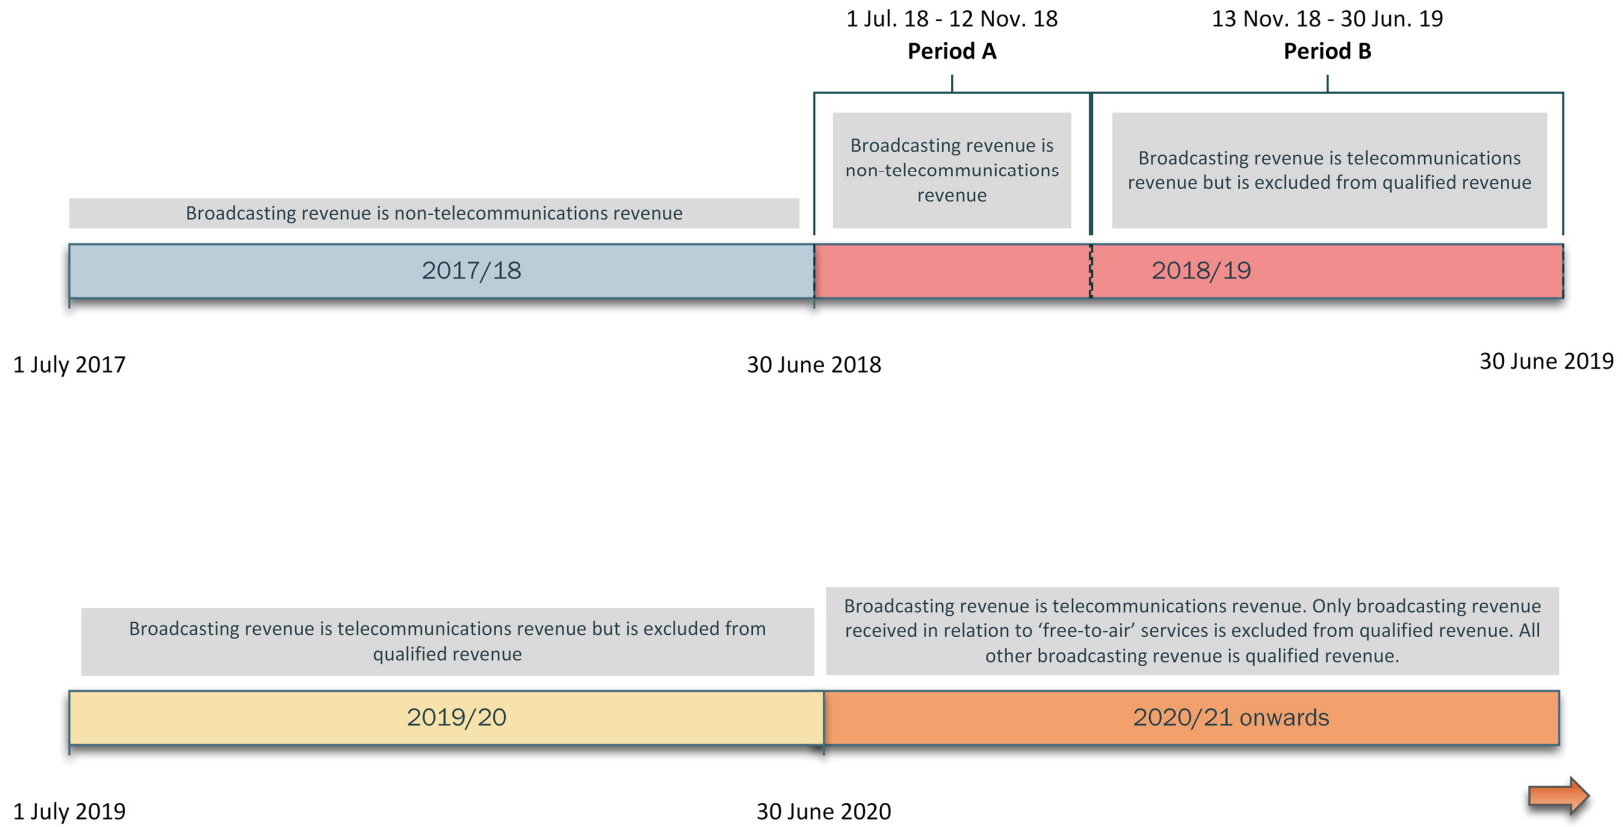 1 Jul. 18 - 12 Nov. 18
Period A
13 Nov. 18 - 30 Jun. 19
Period B
Broadcasting revenue is non-telecommunications revenue
Broadcasting revenue is
non-telecommunications
revenue
Broadcasting revenue is telecommunications
revenue but is excluded from qualified revenue
2017/18
2018/19
1 July 2017
30 June 2018
30 June 2019
Broadcasting revenue is telecommunications revenue but is excluded from
qualified revenue
Broadcasting revenue is telecommunications revenue. Only broadcasting revenue
received in relation to ‘free-to-air’ services is excluded from qualified revenue. All
other broadcasting revenue is qualified revenue.
2019/20
2020/21 onwards
1 July 2019
30 June 2020